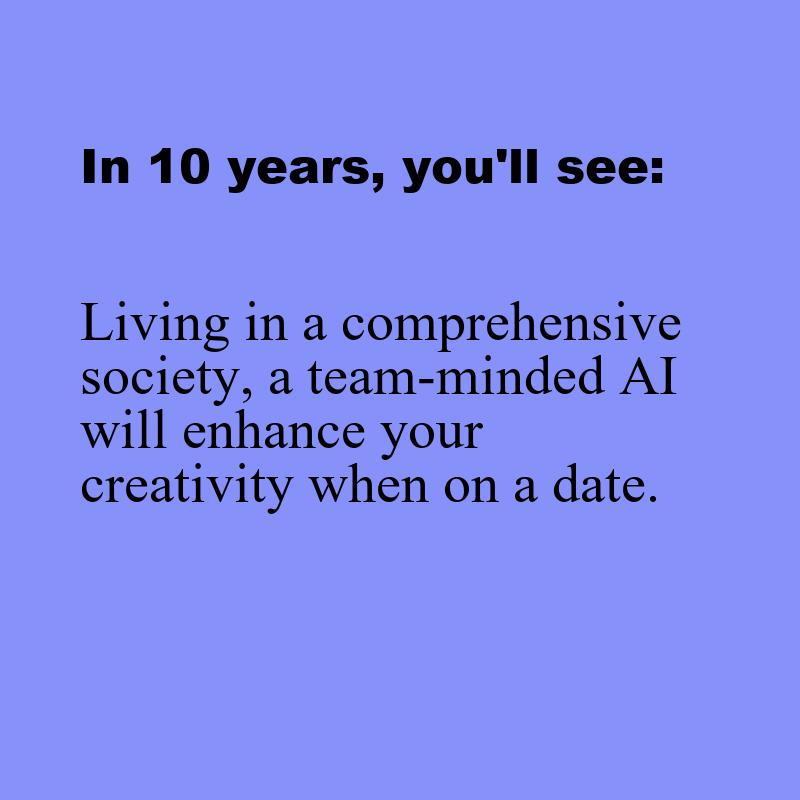 In 10 years, you'll see:
Living in a comprehensive
society, a team-minded AI
will enhance your
creativity when on a date.